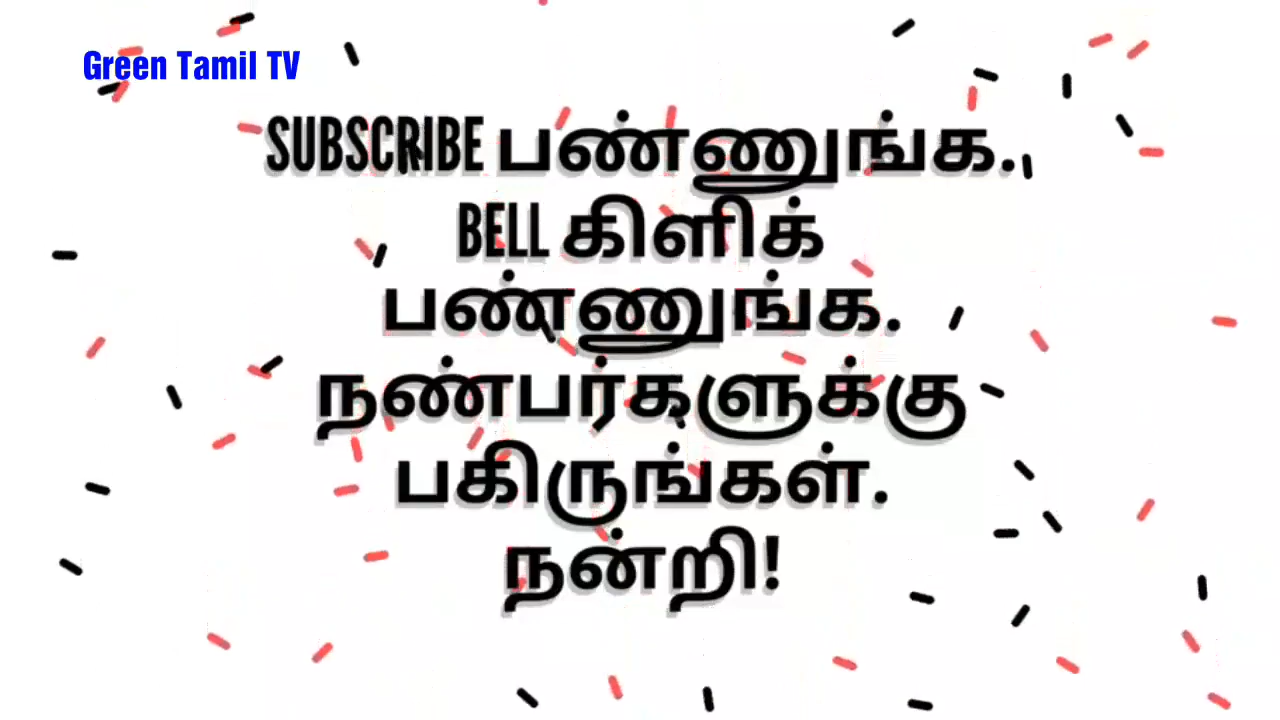 Green Tamil TV
SUBSCRIBE பண்ணுங்க.
BELL கிளிக்
பண்ணுங்க.
நண்பர்களுக்கு
பகிருங்கள்.
நன்றி!